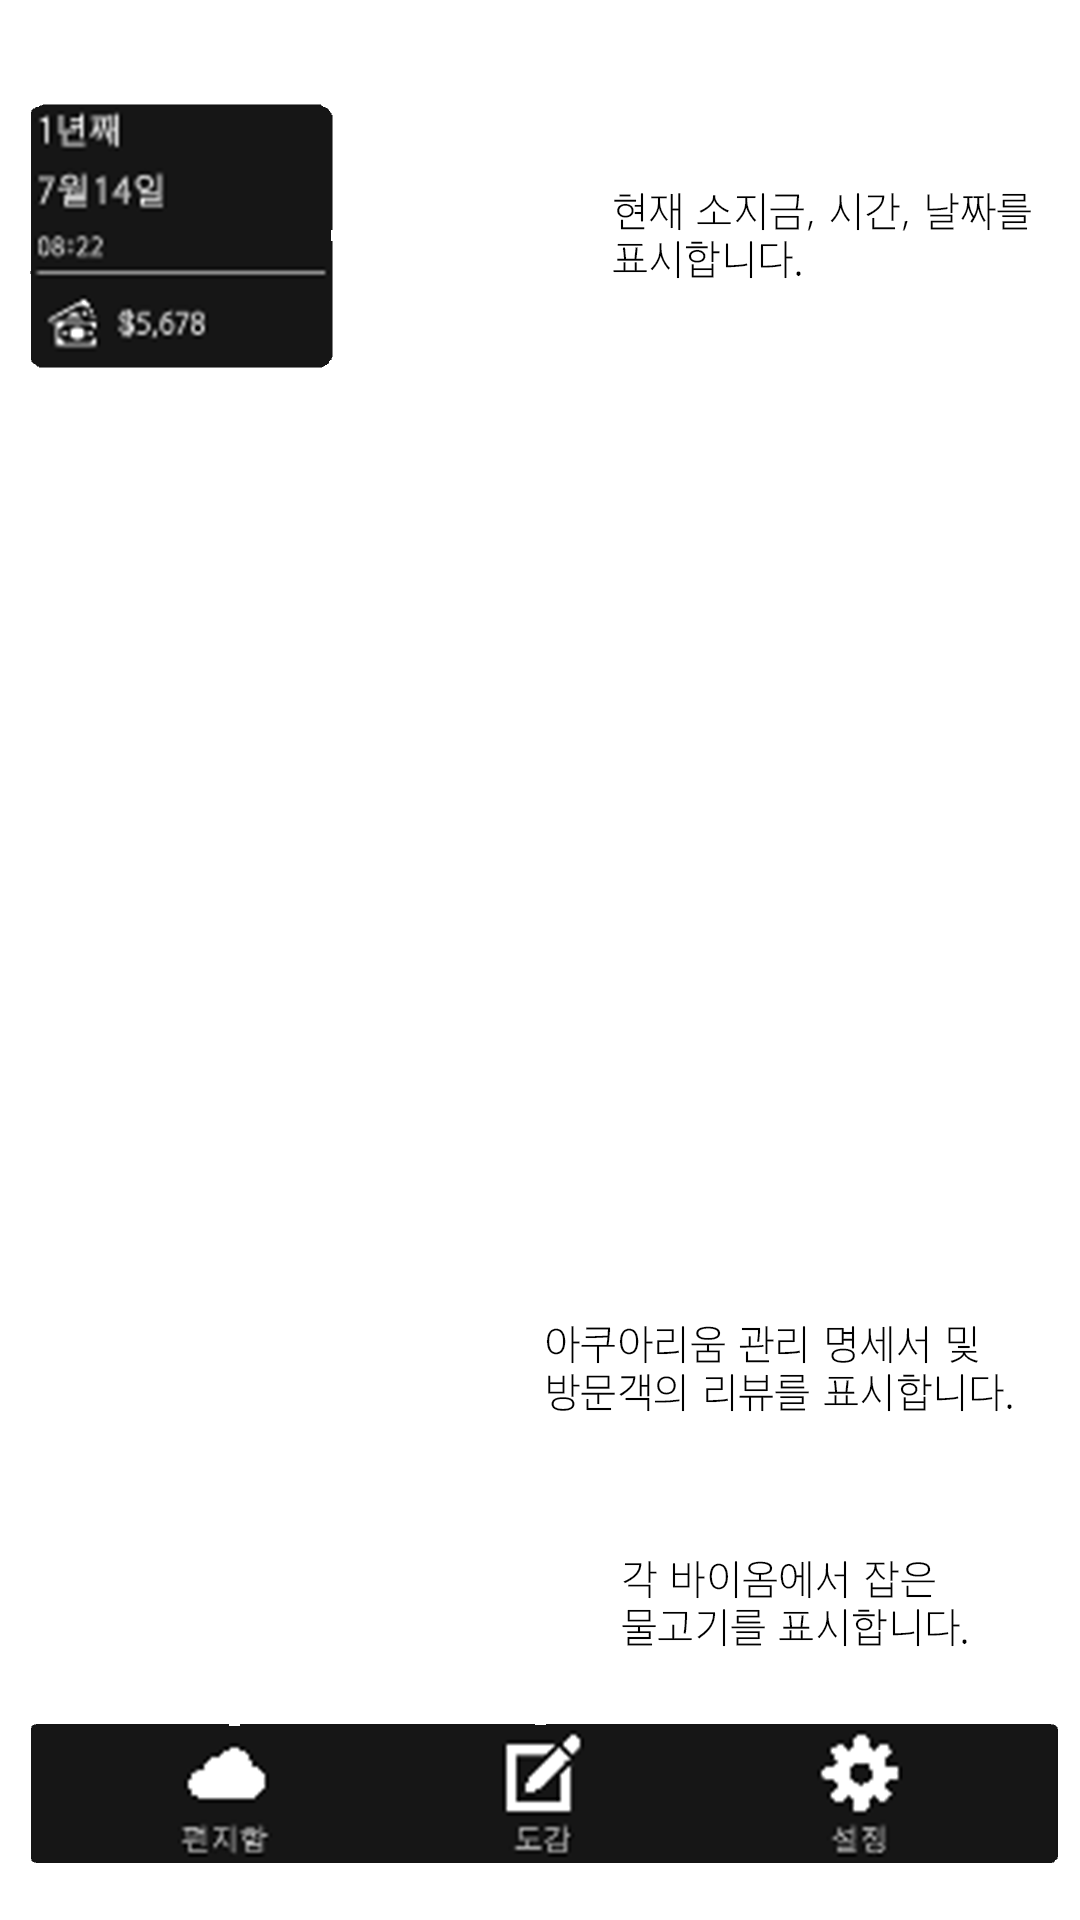 1년째
7월14일
08:22
$5,678
현재 소지금, 시간, 날짜를
표시합니다.
아쿠아리움 관리 명세서 및
방문객의 리뷰를 표시합니다.
각 바이옴에서 잡은
물고기를 표시합니다.
편지함
도감
설정